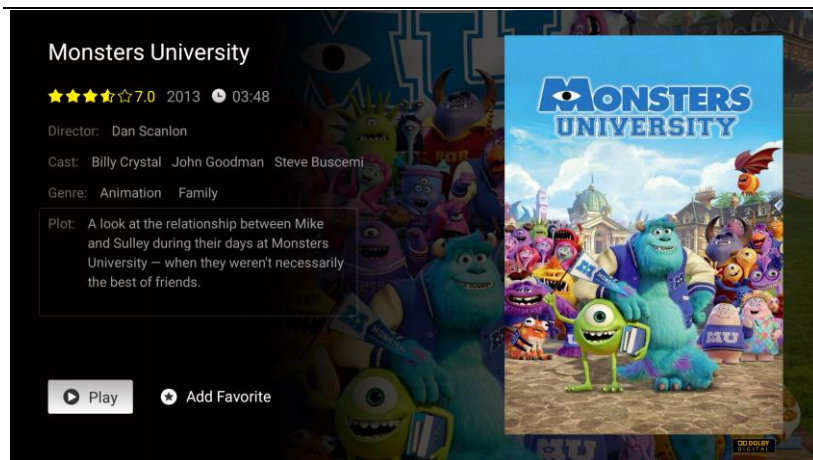 Monsters University
7.0 2013 03:48
Director: Dan Scanlon
Cast: Billy Crystal John Goodman Steve Buscemi
Genre: Animation Family
Plot: A look at the relationship between Mike
and Sulley during their days at Monsters
University — when they weren't necessarily
the best of friends.
Play Add Favorite
MONSTERS
UNIVERSITY
MU
MU
DOLBY
DIGITAL